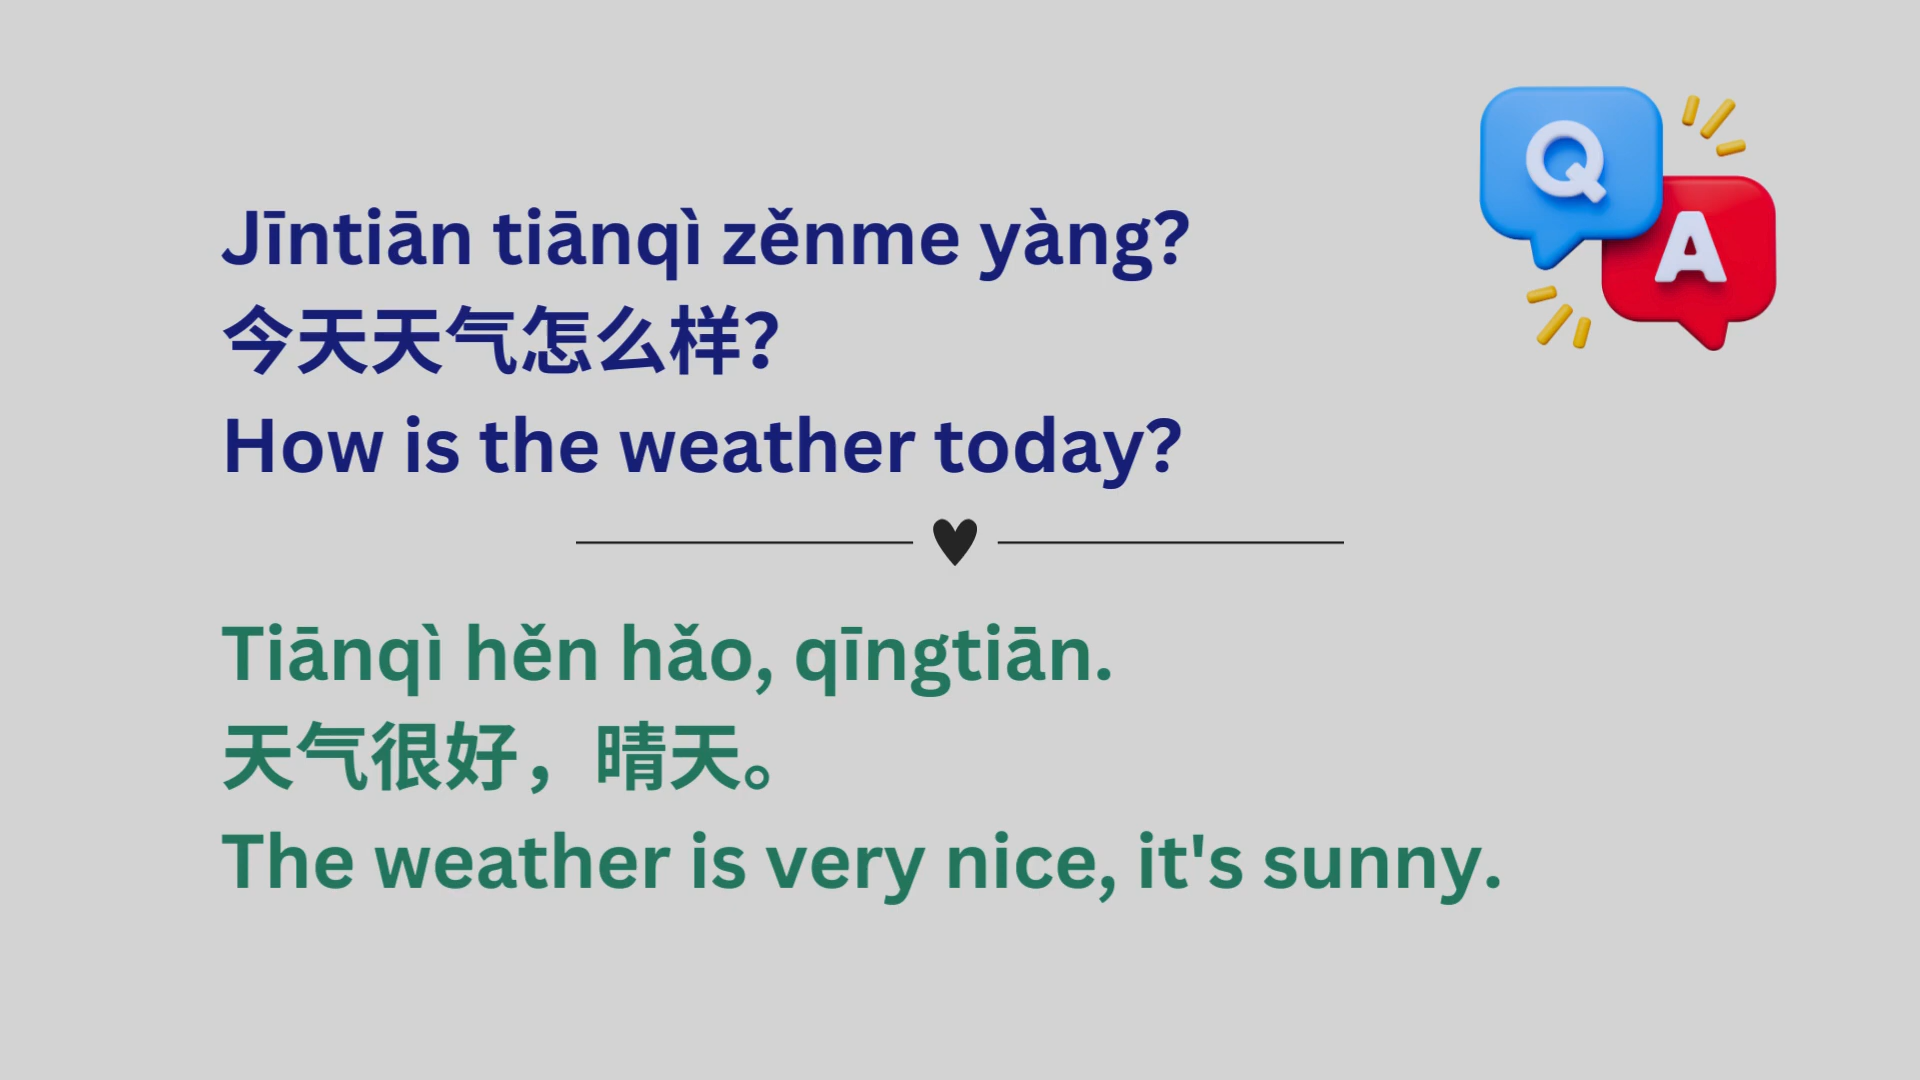 Jīntiān tiānqì zěnme yàng?
今天天气怎么样?
How is the weather today?
Tiānqì hěn hǎo, qīngtiān.
天气很好，晴天。
The weather is very nice, it's sunny.
Q
A